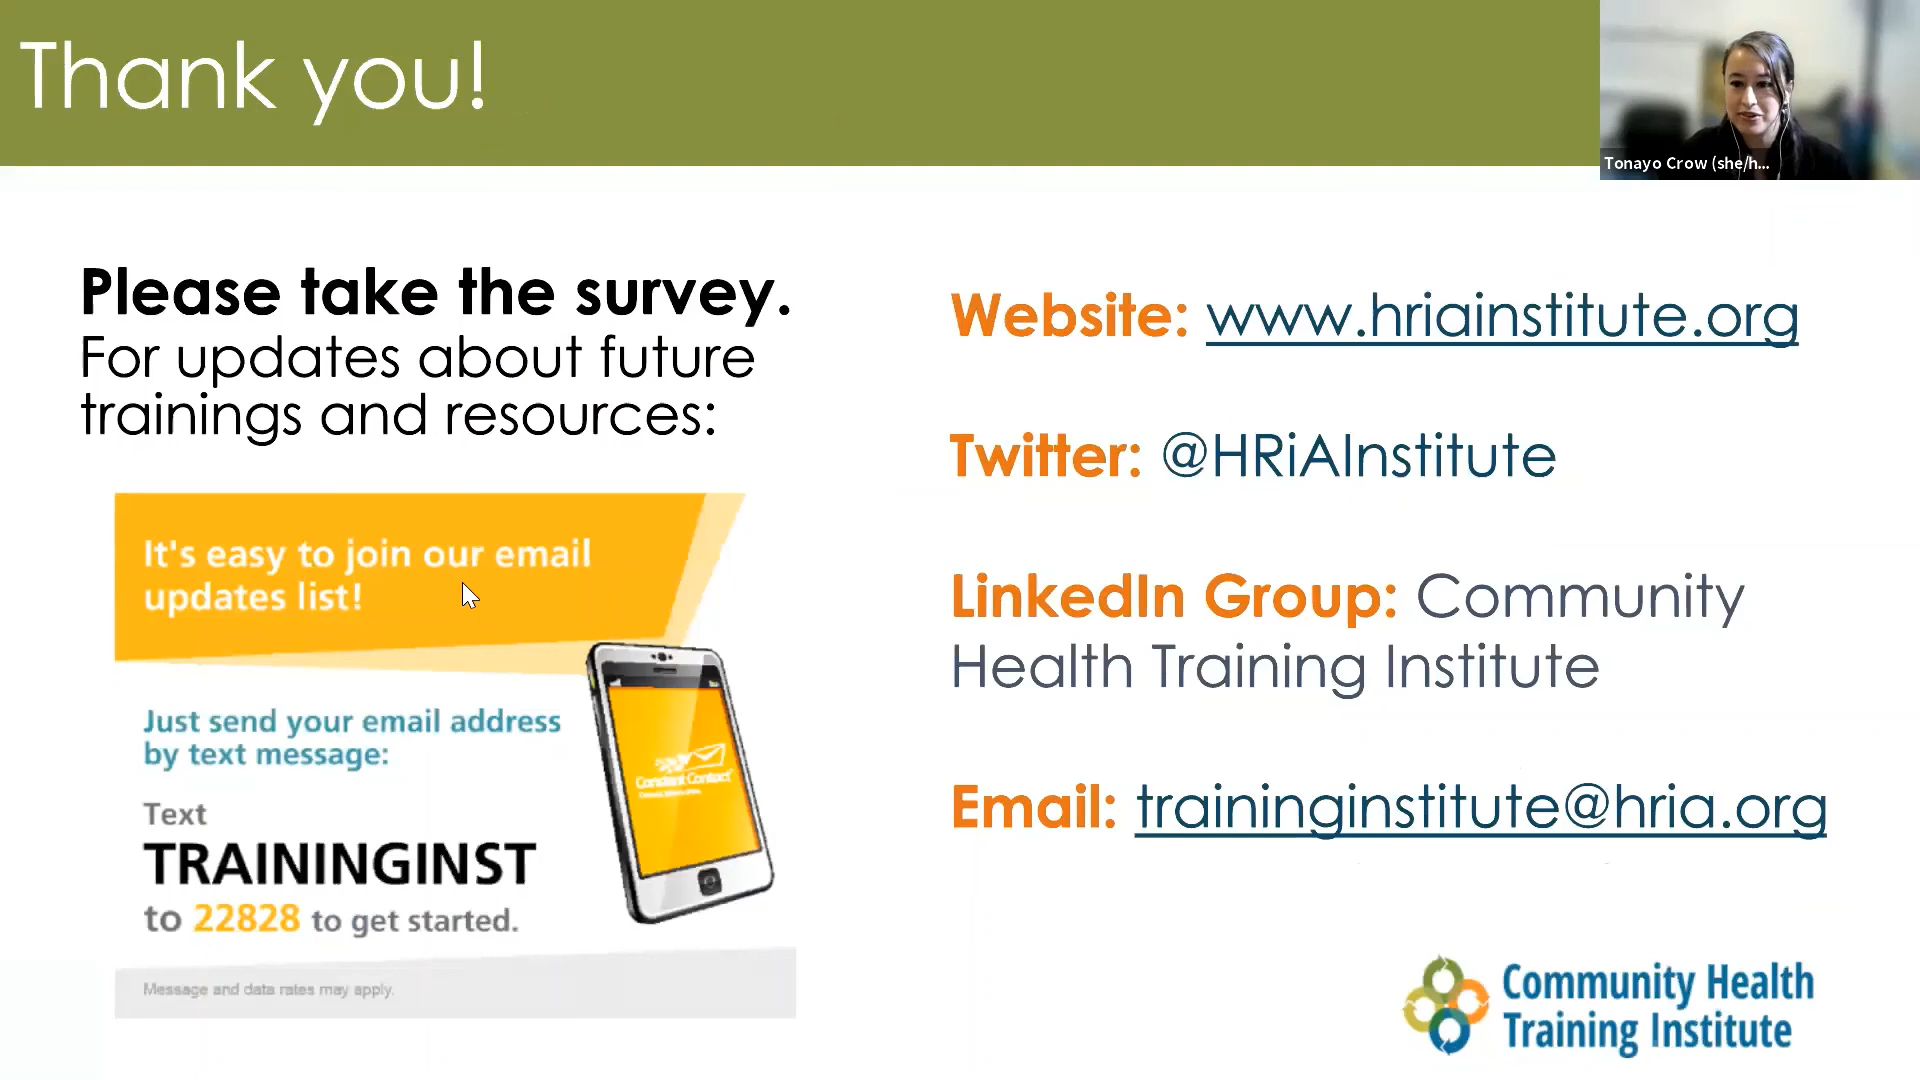 Thank you!
Tonayo Crow (she/h...
Please take the survey.
For updates about future
trainings and resources:
It's easy to join our email
updates list!
Just send your email address
by text message:
Text
TRAININGINST
to 22828 to get started.
Message and data rates may apply.
Constant Contact
Website: www.hriainstitute.org
Twitter: @HRiAInstitute
LinkedIn Group: Community
Health Training Institute
Email: traininginstitute@hria.org
Community Health
Training Institute